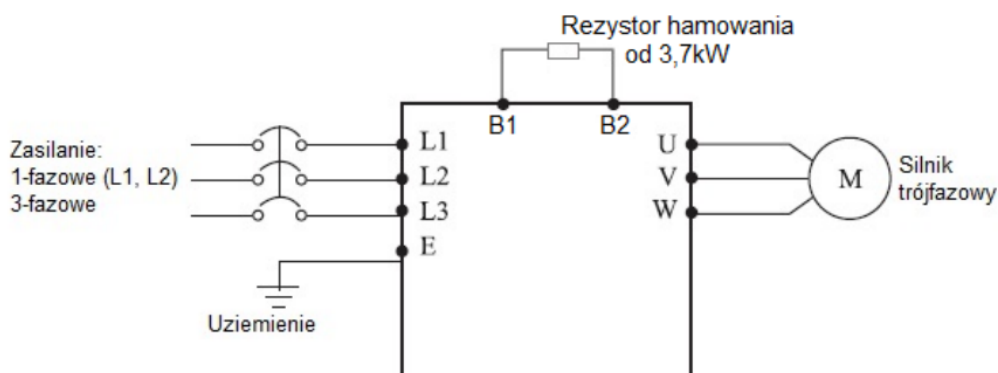 Rezystor hamowania
od 3,7kW
B1
B2
Zasilanie:
1-fazowe (L1, L2)
3-fazowe
L1
L2
L3
E
Uziemienie
U
V
W
M
Silnik
trójfazowy